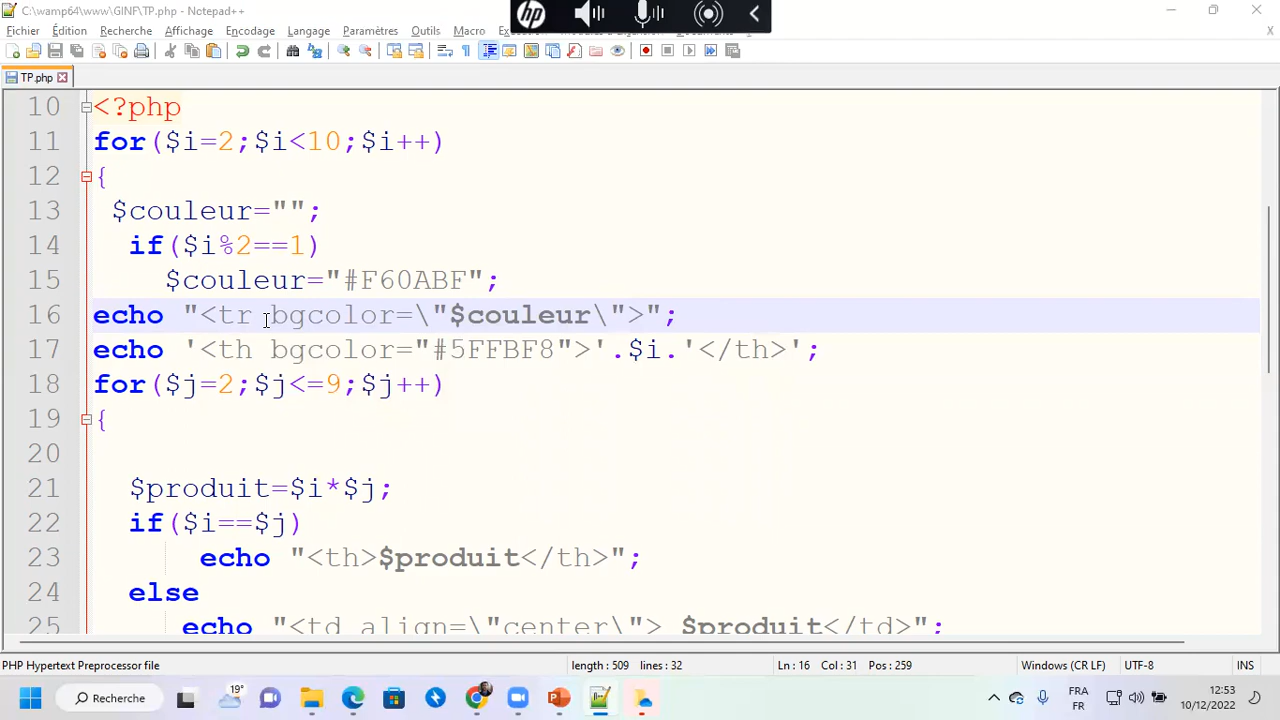 C:\wamp64\www\GINF\TP.php - Notepad++
hp
Fichier Édition Recherche Affichage Encodage Langage Paramètres Outils Macro
TP.php
10 <?php
11 for($i=2;$i<10;$i++)
12 {
13 $couleur="";
14 if($i%2==1)
15 $couleur="#F60ABF";
16 echo "<tr bgcolor=\"$couleur\">";
17 echo '<th bgcolor="#5FFBF8">'.$i.'</th>';
18 for($j=2;$j<=9;$j++)
19 {
20
21 $produit=$i*$j;
22 if($i==$j)
23 echo "<th>$produit</th>";
24 else
25 echo "<td align=\"center\"> $produit</td>";
PHP Hypertext Preprocessor file length : 509 lines : 32 Ln : 16 Col : 31 Pos : 259 Windows (CR LF) UTF-8 INS
Recherche 19° FRA 12:53
FR 10/12/2022